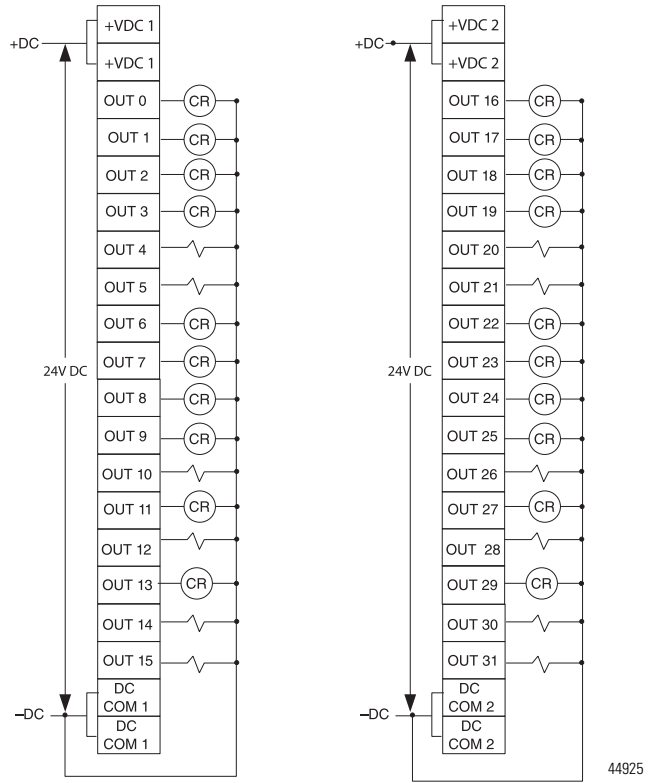 +VDC 1
+DC
+VDC 1
OUT 0 CR
OUT 1 CR
OUT 2 CR
OUT 3 CR
OUT 4
OUT 5
OUT 6 CR
OUT 7 CR
24V DC
OUT 8 CR
OUT 9 CR
OUT 10
OUT 11 CR
OUT 12
OUT 13 CR
OUT 14
OUT 15
DC
COM 1
–DC
DC
COM 1
+VDC 2
+DC
+VDC 2
OUT 16 CR
OUT 17 CR
OUT 18 CR
OUT 19 CR
OUT 20
OUT 21
OUT 22 CR
OUT 23 CR
24V DC
OUT 24 CR
OUT 25 CR
OUT 26
OUT 27 CR
OUT 28
OUT 29 CR
OUT 30
OUT 31
DC
COM 2
–DC
DC
COM 2
44925